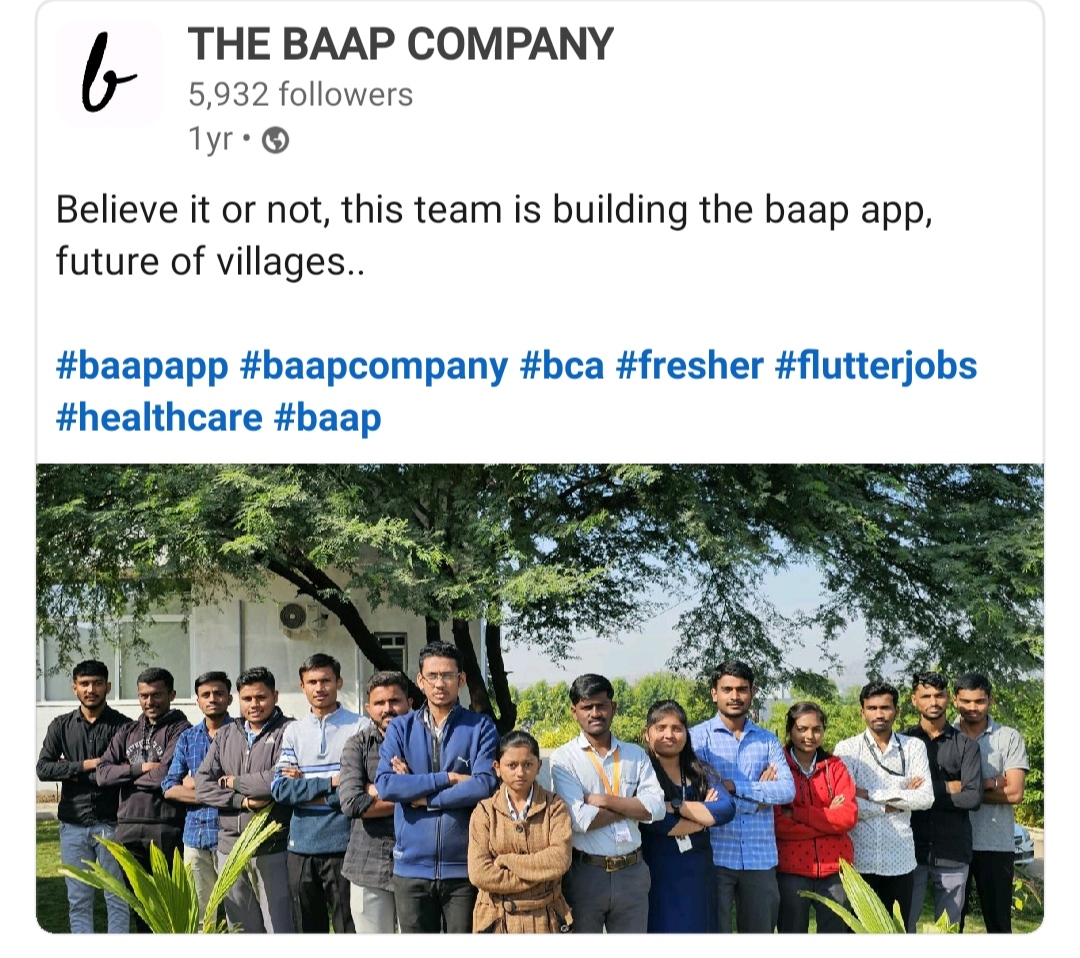 b
THE BAAP COMPANY
5,932 followers
1yr •
Believe it or not, this team is building the baap app,
future of villages..
#baapapp #baapcompany #bca #fresher #flutterjobs
#healthcare #baap